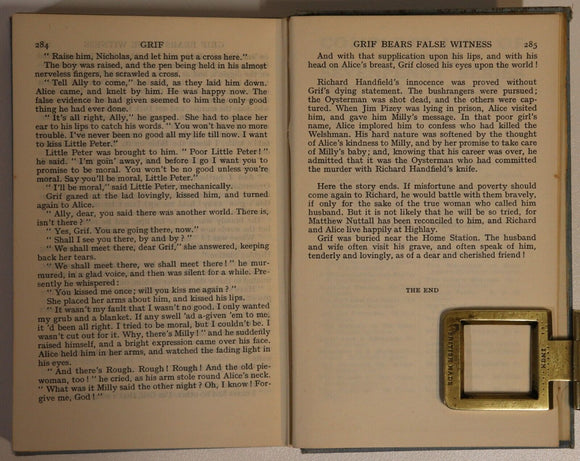 284 GRIF
" Raise him, Nicholas, and let him put a cross here."
The boy was raised, and the pen being held in his almost
nerveless fingers, he scrawled a cross.
" Tell Ally to come," he said, as they laid him down.
Alice came, and knelt by him. He was happy now. The
false evidence he had given seemed to him the only good
thing he had ever done.
" It's all right, Ally," he gasped. She had to place her
ear to his lips to catch his words. " You won't have no more
trouble. I've never been no good all my life till now. I want
to kiss Little Peter."
Little Peter was brought to him. " Poor Little Peter! "
he said. " I'm goin' away, and before I go I want you to
promise to be moral. You won't be no good unless you're
moral. Say you'll be moral, Little Peter."
" I'll be moral," said Little Peter, mechanically.
Grif gazed at the lad lovingly, kissed him, and turned
again to Alice.
" Ally, dear, you said there was another world. There is,
isn't there ? "
" Yes, Grif. You are going there, now."
" Shall I see you there, by and by ? "
" We shall meet there, dear Grif," she answered, keeping
back her tears.
" We shall meet there, we shall meet there! " he mur-
mured, in a glad voice, and then was silent for a while. Pre-
sently he whispered:
" You kissed me once; will you kiss me again ? "
She placed her arms about him, and kissed his lips.
" It wasn't my fault that I wasn't no good. I only wanted
my grub and a blanket. If any swell 'ad a-given 'em to me,
it 'd been all right. I tried to be moral, but I couldn't be. I
wasn't cut out for it. Why, there's Milly! " and he suddenly
raised himself, and a bright expression came over his face.
Alice held him in her arms, and watched the fading light in
his eyes.
" And there's Rough. Rough! Rough! And the old pie-
woman, too! " he cried, as his arm stole round Alice's neck.
" What was it Milly said the other night? Oh, I know! For-
give me, God! "
GRIF BEARS FALSE WITNESS 285
And with that supplication upon his lips, and with his
head on Alice's breast, Grif closed his eyes upon the world!
Richard Handfield's innocence was proved without
Grif's dying statement. The bushrangers were pursued;
the Oysterman was shot dead, and the others were cap-
tured. When Jim Pizey was lying in prison, Alice visited
him, and gave him Milly's message. In that poor girl's
name, Alice implored him to confess who had killed the
Welshman. His hard nature was softened by the thought
of Alice's kindness to Milly, and by her promise to take care
of Milly's baby; and, knowing that his career was over, he
admitted that it was the Oysterman who had committed
the murder with Richard Handfield's knife.
Here the story ends. If misfortune and poverty should
come again to Richard, he would battle with them bravely,
if only for the sake of the true woman who called him
husband. But it is not likely that he will be so tried, for
Matthew Nuttall has been reconciled to him, and Richard
and Alice live happily at Highlay.
Grif was buried near the Home Station. The husband
and wife often visit his grave, and often speak of him,
tenderly and lovingly, as of a dear and cherished friend!
THE END